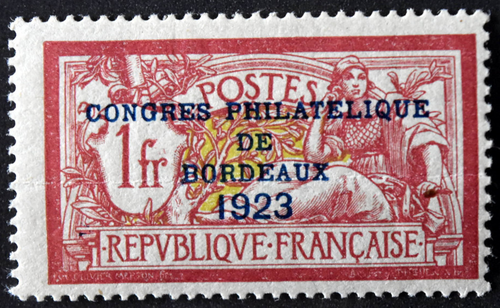 POSTES
CONGRES PHILATELIQUE
DE
BORDEAUX
1923
1fr
·REPVBLIQVE·FRANÇAISE·